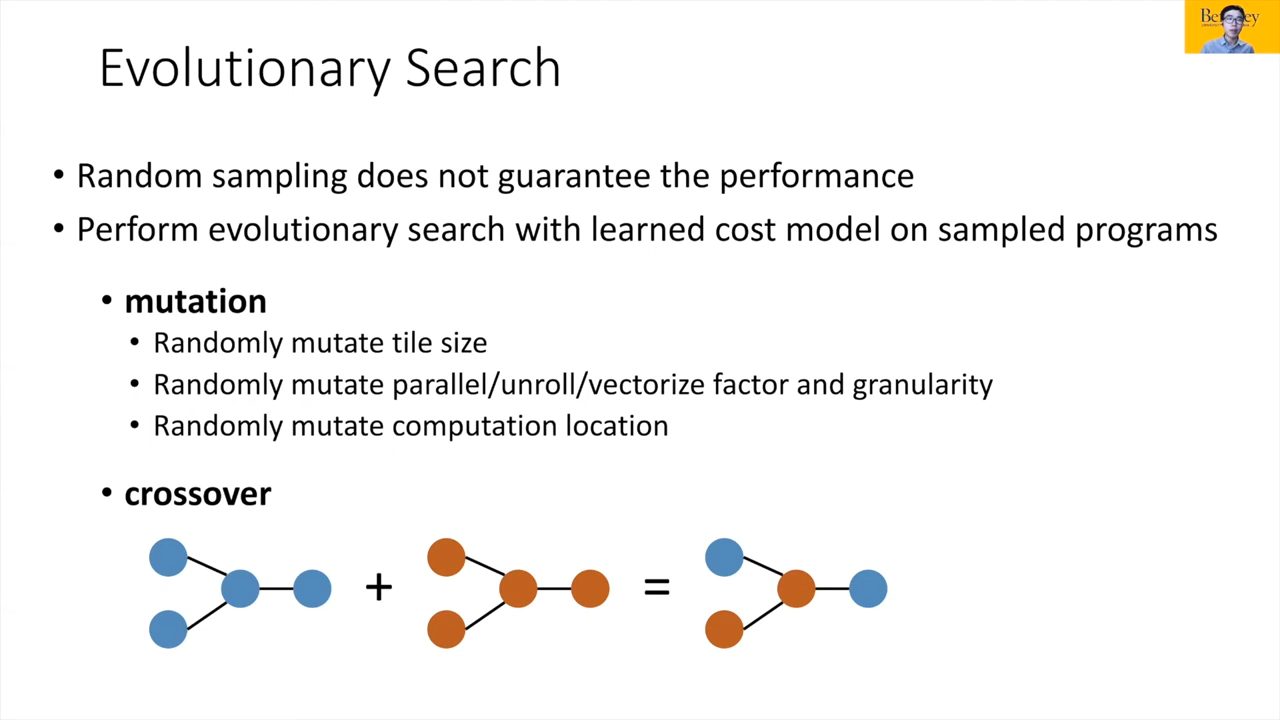 Evolutionary Search
• Random sampling does not guarantee the performance
• Perform evolutionary search with learned cost model on sampled programs
• mutation
• Randomly mutate tile size
• Randomly mutate parallel/unroll/vectorize factor and granularity
• Randomly mutate computation location
• crossover
+ =